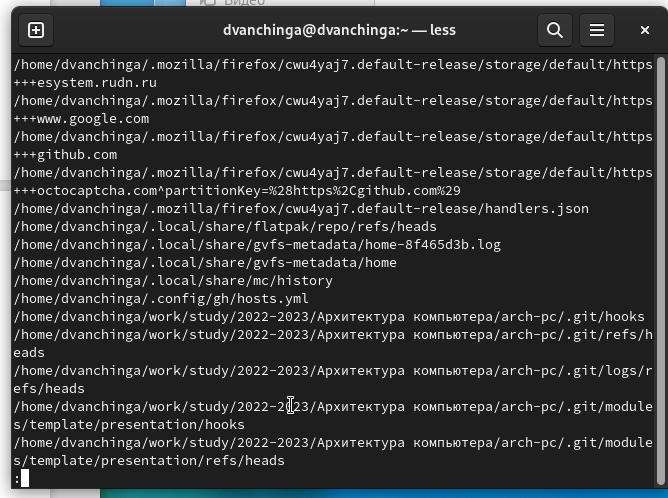 Видео
dvanchinga@dvanchinga:~ — less
/home/dvanchinga/.mozilla/firefox/cwu4yaj7.default-release/storage/default/https
+++esystem.rudn.ru
/home/dvanchinga/.mozilla/firefox/cwu4yaj7.default-release/storage/default/https
+++www.google.com
/home/dvanchinga/.mozilla/firefox/cwu4yaj7.default-release/storage/default/https
+++github.com
/home/dvanchinga/.mozilla/firefox/cwu4yaj7.default-release/storage/default/https
+++octocaptcha.com^partitionKey=%28https%2Cgithub.com%29
/home/dvanchinga/.mozilla/firefox/cwu4yaj7.default-release/handlers.json
/home/dvanchinga/.local/share/flatpak/repo/refs/heads
/home/dvanchinga/.local/share/gvfs-metadata/home-8f465d3b.log
/home/dvanchinga/.local/share/gvfs-metadata/home
/home/dvanchinga/.local/share/mc/history
/home/dvanchinga/.config/gh/hosts.yml
/home/dvanchinga/work/study/2022-2023/Архитектура компьютера/arch-pc/.git/hooks
/home/dvanchinga/work/study/2022-2023/Архитектура компьютера/arch-pc/.git/refs/h
eads
/home/dvanchinga/work/study/2022-2023/Архитектура компьютера/arch-pc/.git/logs/r
efs/heads
/home/dvanchinga/work/study/2022-2023/Архитектура компьютера/arch-pc/.git/module
s/template/presentation/hooks
/home/dvanchinga/work/study/2022-2023/Архитектура компьютера/arch-pc/.git/module
s/template/presentation/refs/heads
: